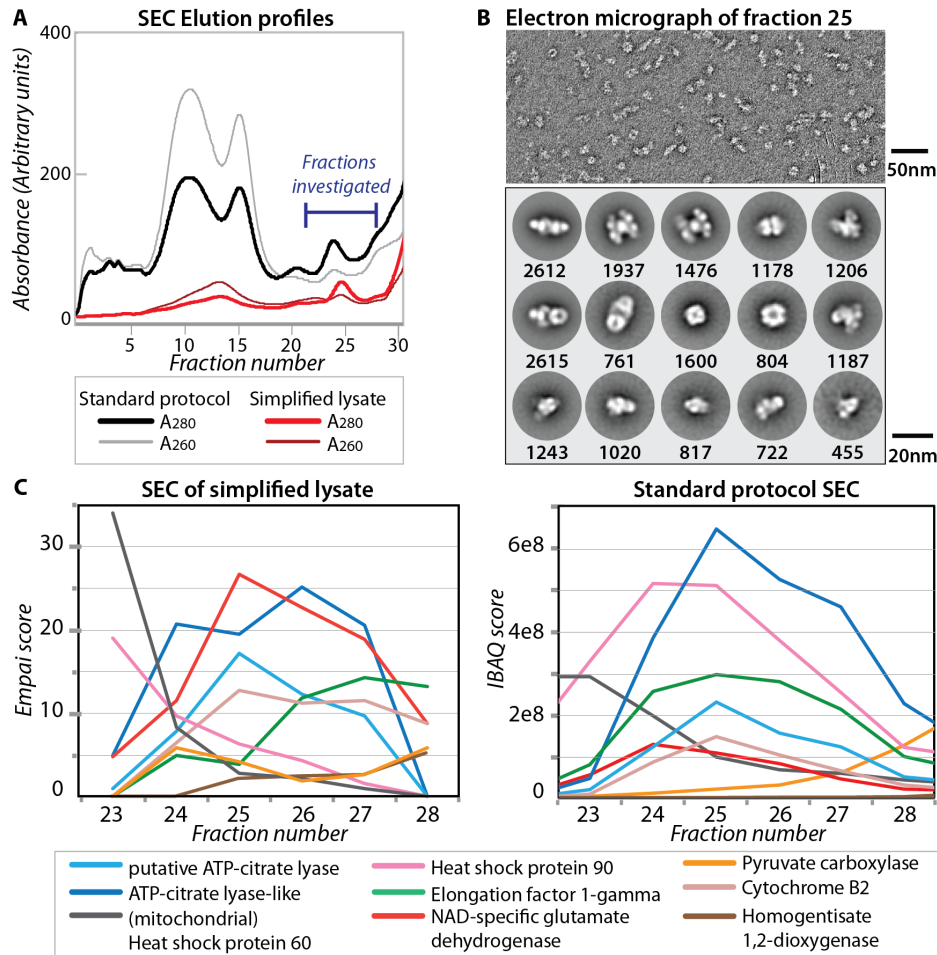 A
SEC Elution profiles
400
200
0
Absorbance (Arbitrary units)
Fractions
investigated
5
10
15
20
25
30
Fraction number
Standard protocol
Simplified lysate
A280
A280
A260
A260
B
Electron micrograph of fraction 25
50nm
2612
1937
1476
1178
1206
2615
761
1600
804
1187
1243
1020
817
722
455
20nm
C
SEC of simplified lysate
30
20
10
0
Empai score
23
24
25
26
27
28
Fraction number
Standard protocol SEC
6e8
4e8
2e8
0
IBAQ score
23
24
25
26
27
28
Fraction number
putative ATP-citrate lyase
ATP-citrate lyase-like
(mitochondrial)
Heat shock protein 60
Heat shock protein 90
Elongation factor 1-gamma
NAD-specific glutamate
dehydrogenase
Pyruvate carboxylase
Cytochrome B2
Homogentisate
1,2-dioxygenase